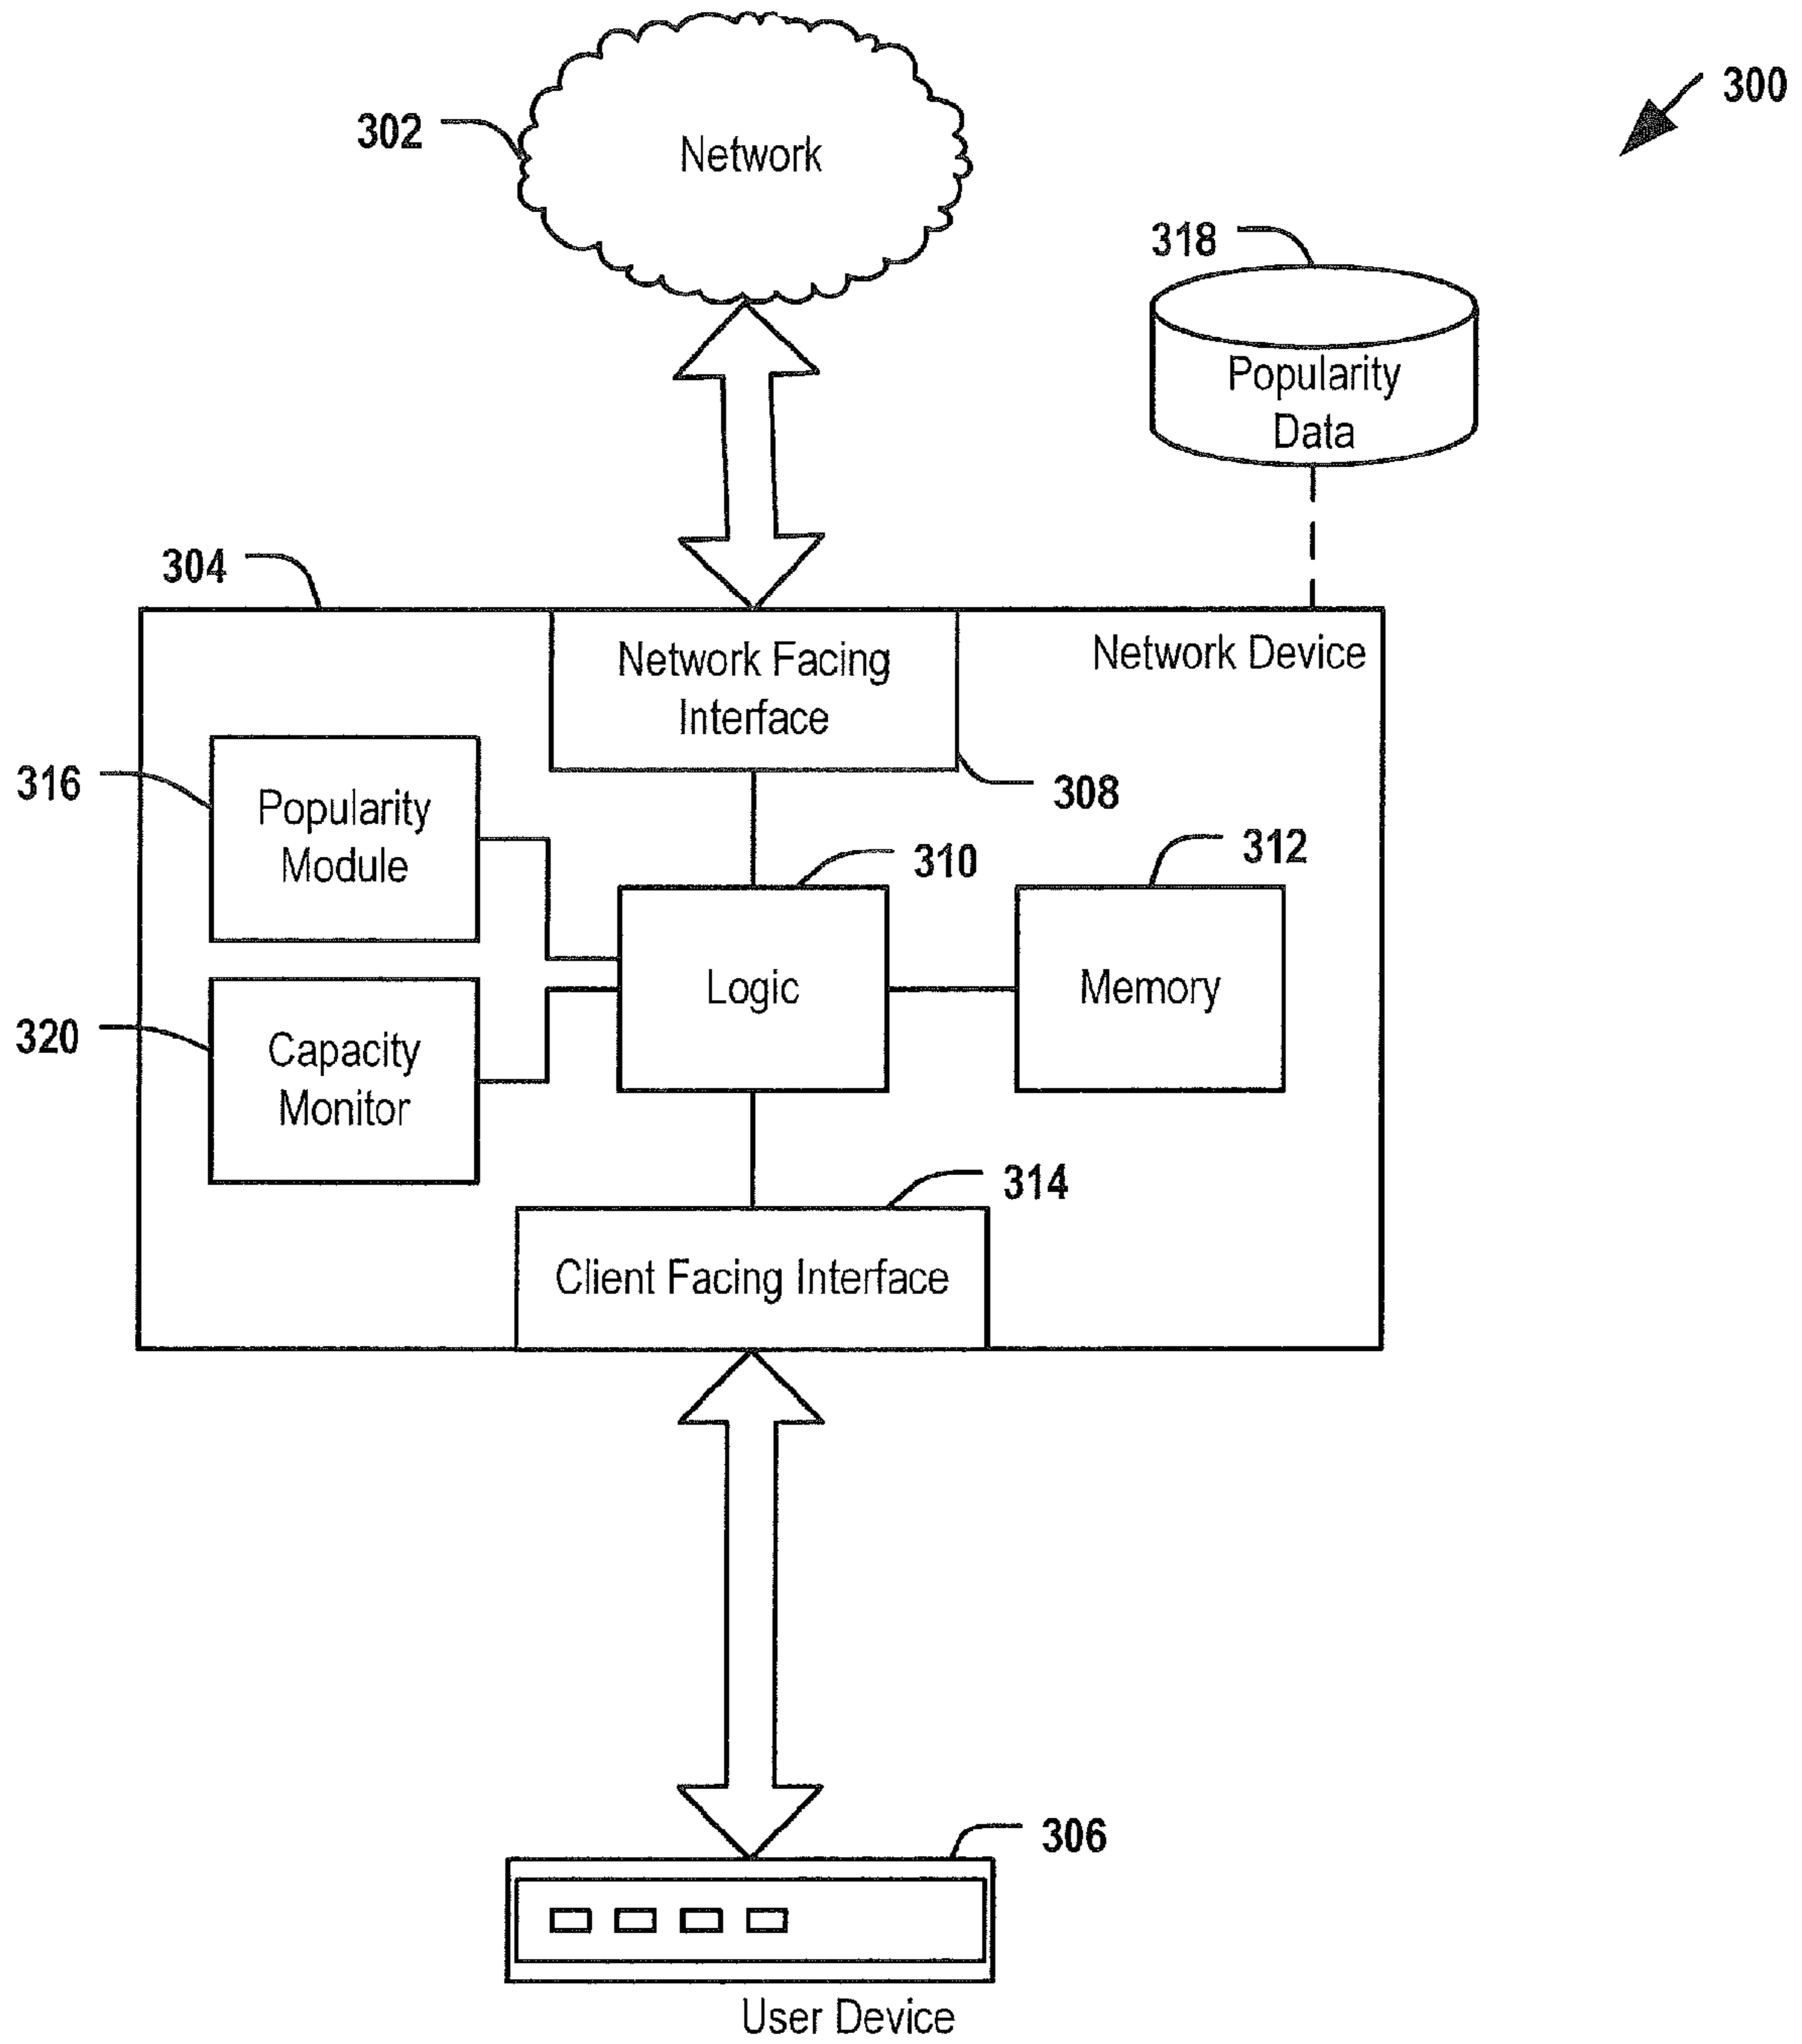 300
302
Network
318
Popularity
Data
304
Network Facing
Interface
Network Device
308
316
Popularity
Module
310
312
Logic
Memory
320
Capacity
Monitor
314
Client Facing Interface
306
User Device